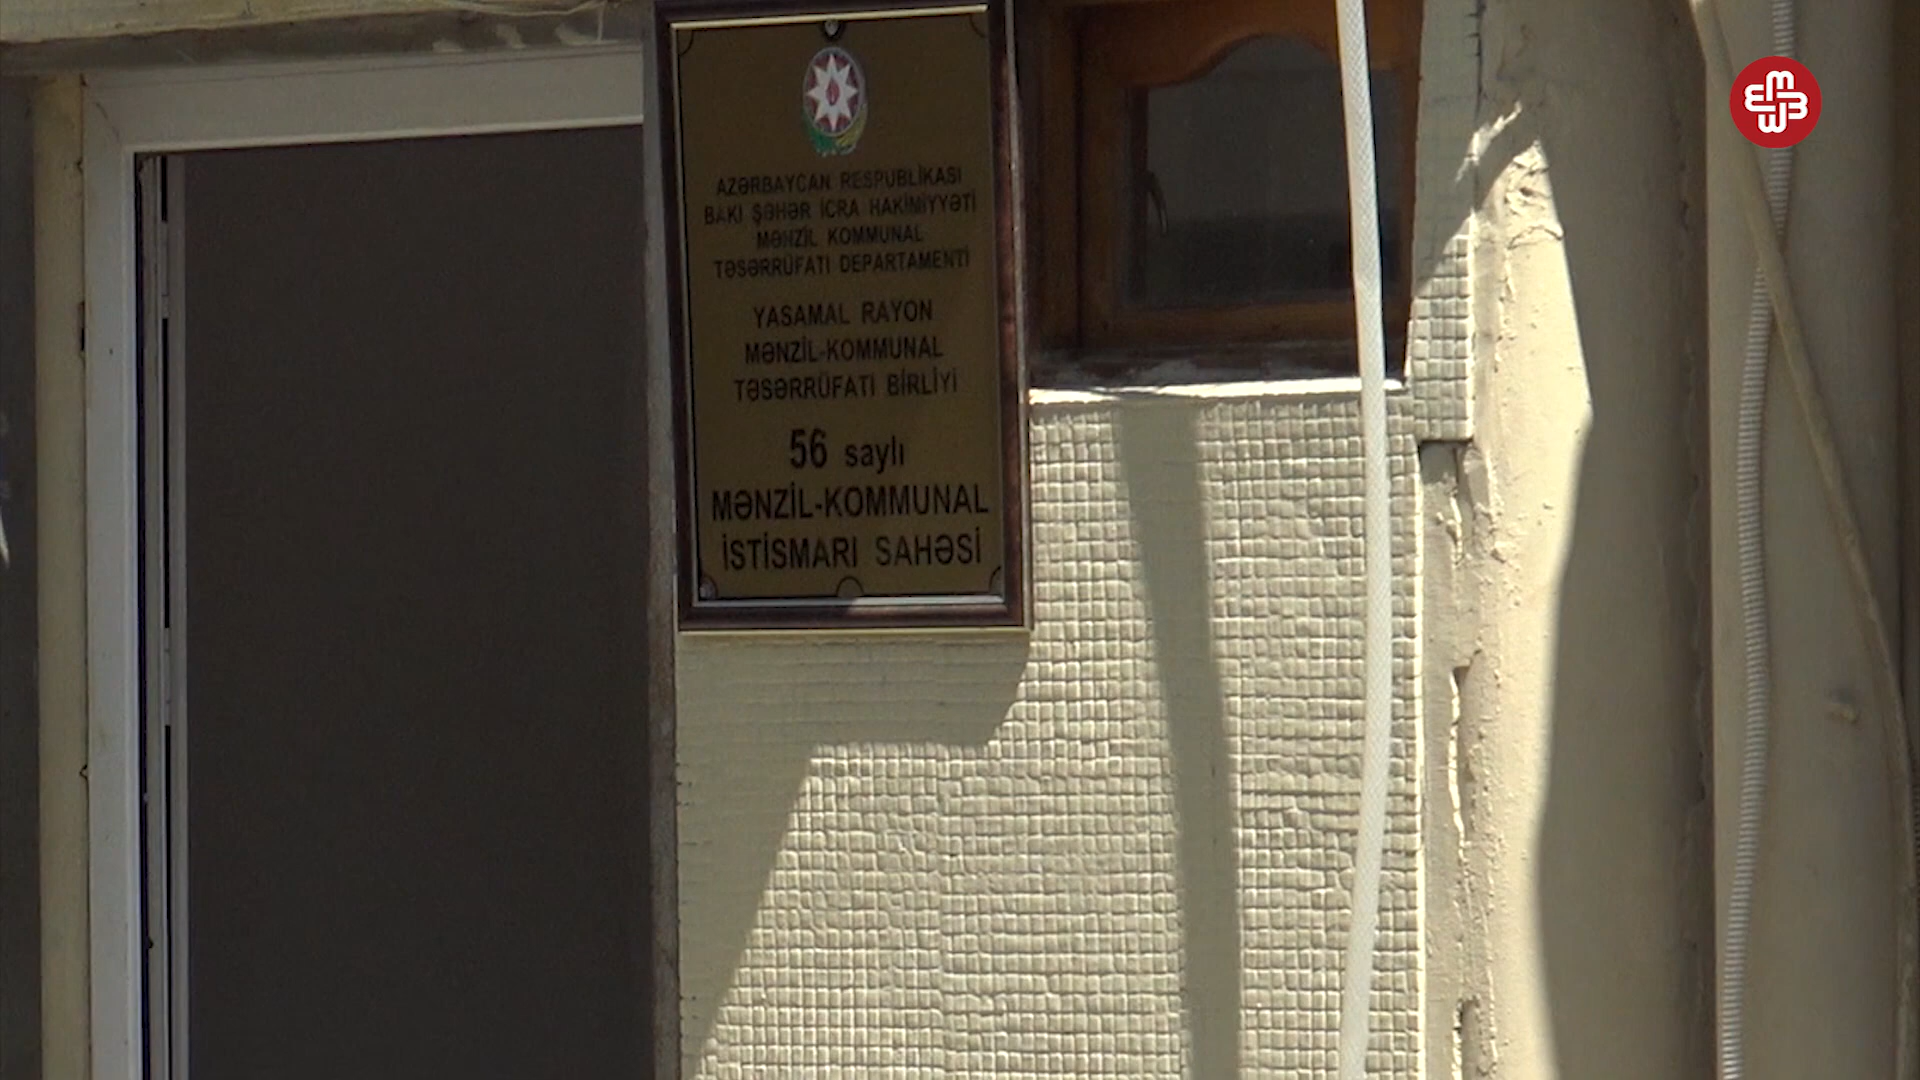 AZƏRBAYCAN RESPUBLİKASI
BAKI ŞƏHƏR İCRA HAKİMİYYƏTİ
MƏNZİL KOMMUNAL
TƏSƏRRÜFATI DEPARTAMENTİ
YASAMAL RAYON
MƏNZİL-KOMMUNAL
TƏSƏRRÜFATI BİRLİYİ
56 saylı
MƏNZİL-KOMMUNAL
İSTİSMARI SAHƏSİ